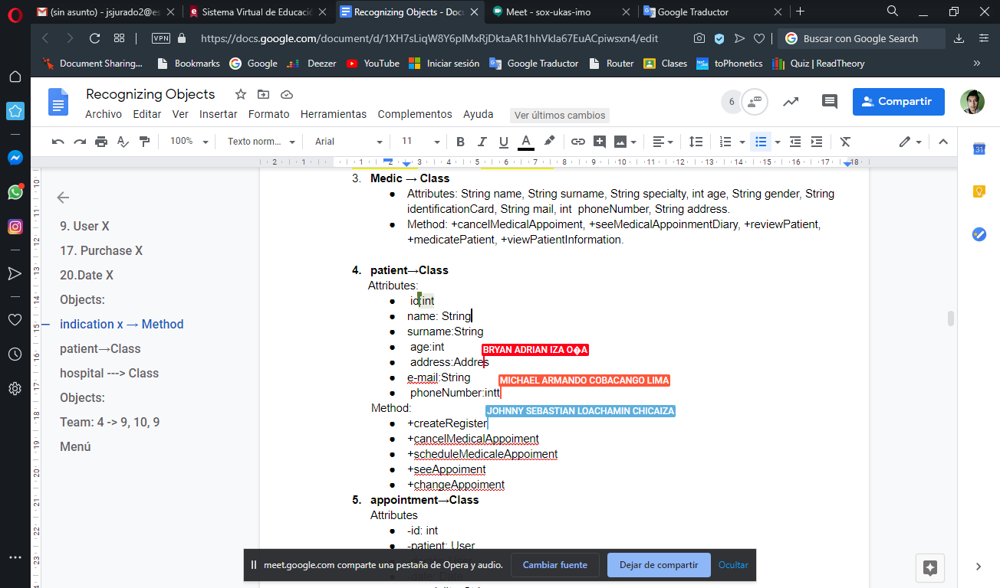 (sin asunto) - jsjurado2@es
Sistema Virtual de Educació
Recognizing Objects - Docu
Meet - sox-ukas-imo
Google Traductor
VPN
https://docs.google.com/document/d/1XH7sLiqW8Y6pIMxRjDktaAR1hhVkla67EuACpiwsxn4/edit
Buscar con Google Search
Document Sharing...
Bookmarks
Google
Deezer
YouTube
Iniciar sesión
Google Traductor
Router
Clases
toPhonetics
Quiz | ReadTheory
Recognizing Objects
6
Compartir
Archivo Editar Ver Insertar Formato Herramientas Complementos Ayuda
Ver últimos cambios
100%
Texto norm...
Arial
11
9. User X
17. Purchase X
20.Date X
Objects:
indication x → Method
patient→Class
hospital ---> Class
Objects:
Team: 4 -> 9, 10, 9
Menú
3. Medic → Class
● Attributes: String name, String surname, String specialty, int age, String gender, String
identificationCard, String mail, int phoneNumber, String address.
● Method: +cancelMedicalAppoiment, +seeMedicalAppoinmentDiary, +reviewPatient,
+medicatePatient, +viewPatientInformation.
4. patient→Class
Attributes:
● id:int
● name: String
● surname:String
● age:int
BRYAN ADRIAN IZA O�A
● address:Addres
● e-mail:String
MICHAEL ARMANDO COBACANGO LIMA
● phoneNumber:intt
Method:
JOHNNY SEBASTIAN LOACHAMIN CHICAIZA
● +createRegister
● +cancelMedicalAppoiment
● +scheduleMedicaleAppoiment
● +seeAppoiment
● +changeAppoiment
5. appointment→Class
Attributes
● -id: int
● -patient: User
meet.google.com comparte una pestaña de Opera y audio.
Cambiar fuente
Dejar de compartir
Ocultar
31